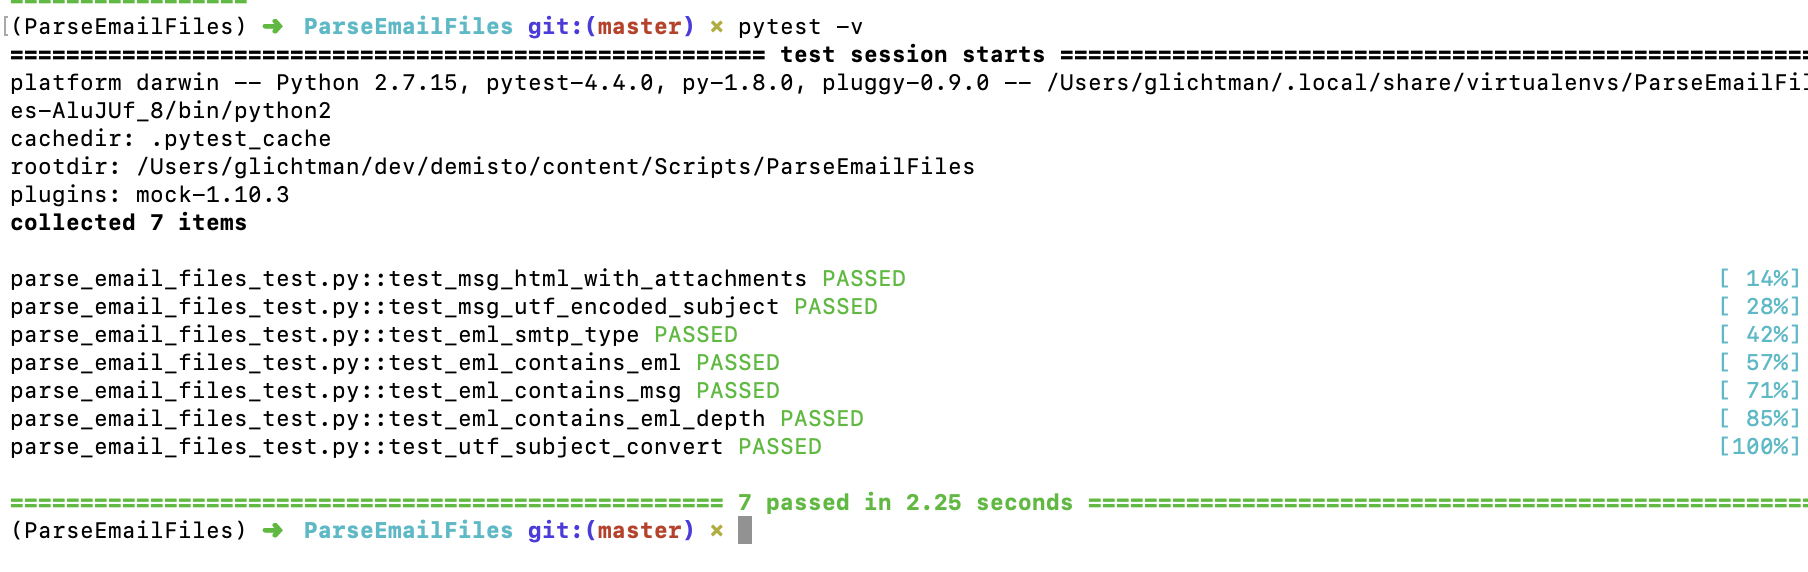 (ParseEmailFiles) ➜  ParseEmailFiles git:(master) × pytest -v
====================================================== test session starts ======================================================
platform darwin -- Python 2.7.15, pytest-4.4.0, py-1.8.0, pluggy-0.9.0 -- /Users/glichtman/.local/share/virtualenvs/ParseEmailFil
es-AluJUf_8/bin/python2
cachedir: .pytest_cache
rootdir: /Users/glichtman/dev/demisto/content/Scripts/ParseEmailFiles
plugins: mock-1.10.3
collected 7 items
parse_email_files_test.py::test_msg_html_with_attachments PASSED [ 14%]
parse_email_files_test.py::test_msg_utf_encoded_subject PASSED [ 28%]
parse_email_files_test.py::test_eml_smtp_type PASSED [ 42%]
parse_email_files_test.py::test_eml_contains_eml PASSED [ 57%]
parse_email_files_test.py::test_eml_contains_msg PASSED [ 71%]
parse_email_files_test.py::test_eml_contains_eml_depth PASSED [ 85%]
parse_email_files_test.py::test_utf_subject_convert PASSED [100%]
=================================================== 7 passed in 2.25 seconds ====================================================
(ParseEmailFiles) ➜  ParseEmailFiles git:(master) ×